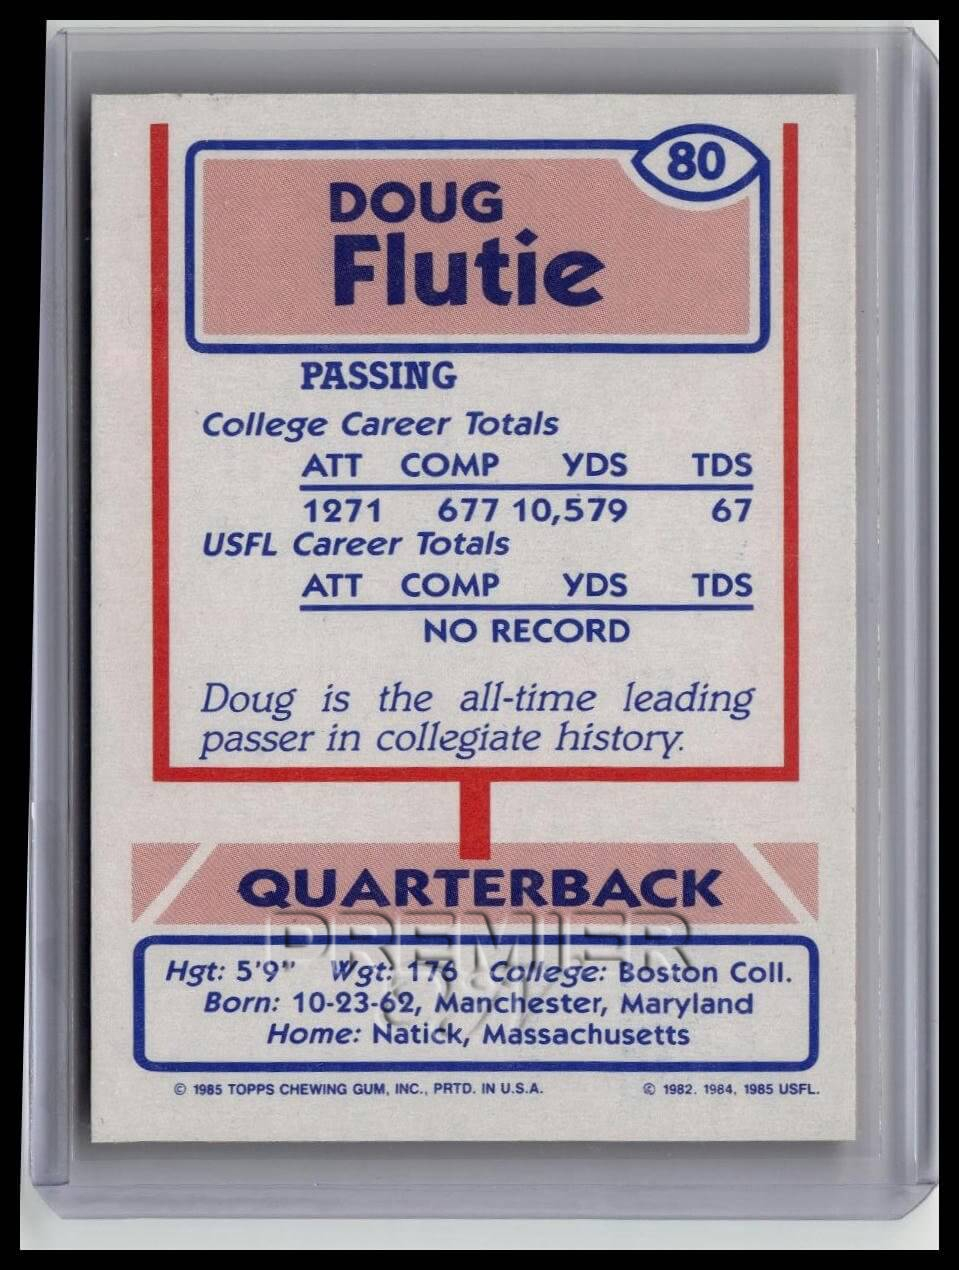 80
DOUG
Flutie
PASSING
College Career Totals
ATT COMP YDS TDS
1271 677 10,579 67
USFL Career Totals
ATT COMP YDS TDS
NO RECORD
Doug is the all-time leading
passer in collegiate history.
QUARTERBACK
PREMIER
Hgt: 5'9" Wgt: 176 College: Boston Coll.
Born: 10-23-62, Manchester, Maryland
Home: Natick, Massachusetts
© 1985 TOPPS CHEWING GUM, INC., PRTD. IN U.S.A. © 1982. 1984, 1985 USFL.